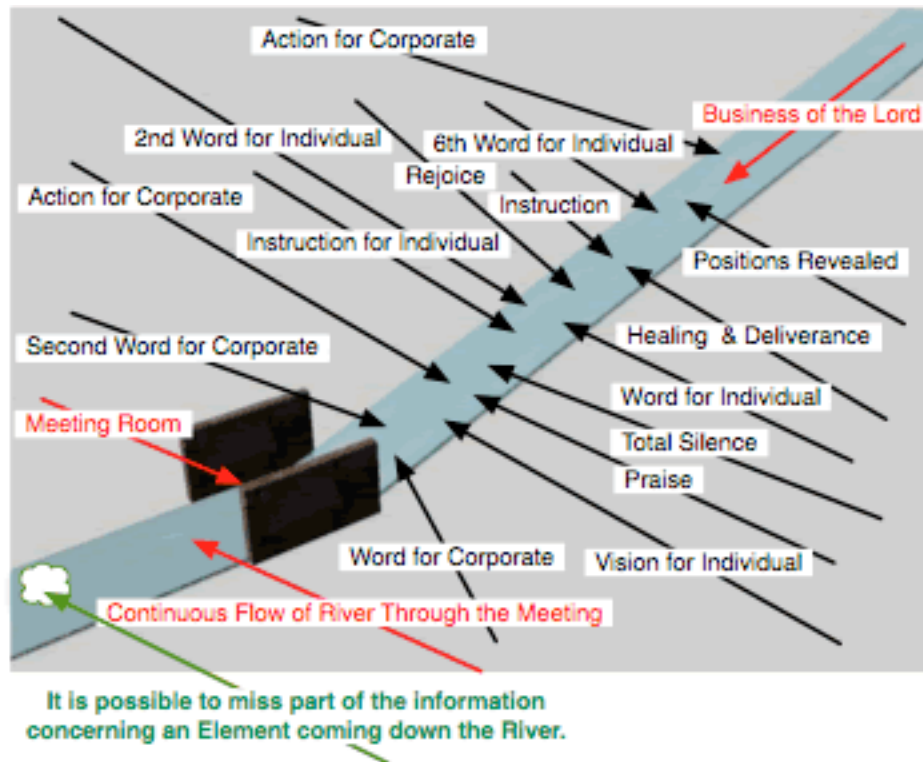 Action for Corporate
Business of the Lord
2nd Word for Individual
6th Word for Individual
Rejoice
Action for Corporate
Instruction
Instruction for Individual
Positions Revealed
Second Word for Corporate
Healing & Deliverance
Word for Individual
Meeting Room
Total Silence
Praise
Word for Corporate
Vision for Individual
Continuous Flow of River Through the Meeting
It is possible to miss part of the information
concerning an Element coming down the River.